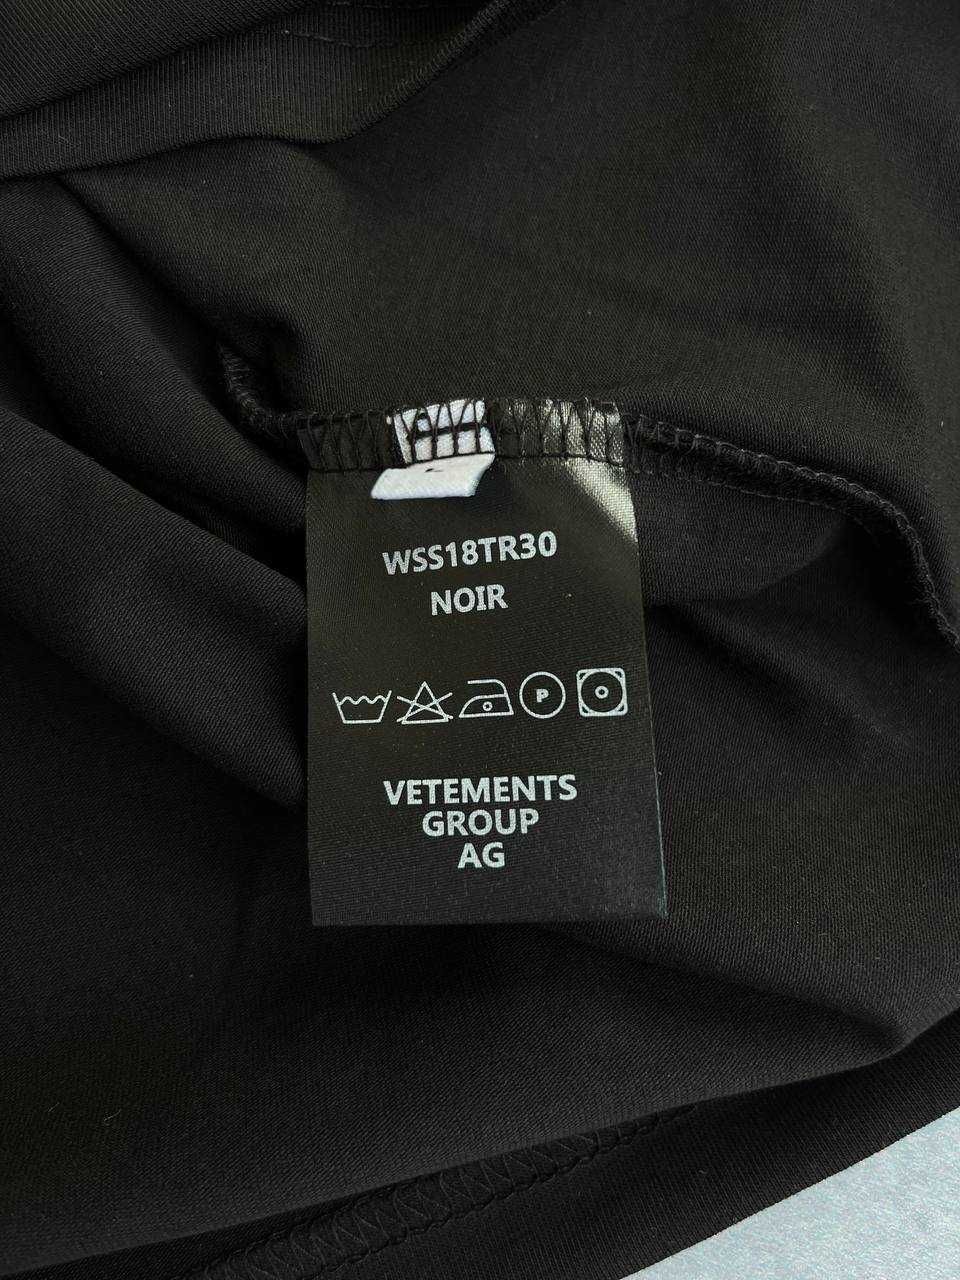 WSS18TR30
NOIR
P
VETEMENTS
GROUP
AG